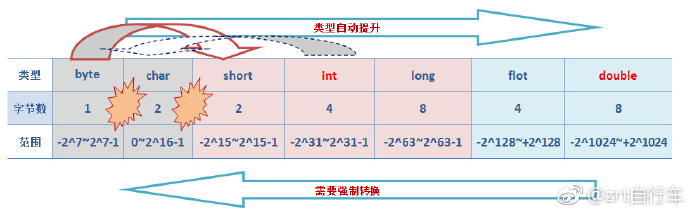 类型自动提升
类型 byte char short int long flot double
字节数 1 2 2 4 8 4 8
范围 -2^7~2^7-1 0~2^16-1 -2^15~2^15-1 -2^31~2^31-1 -2^63~2^63-1 -2^128~+2^128 -2^1024~+2^1024
需要强制转换
@zrt自行车